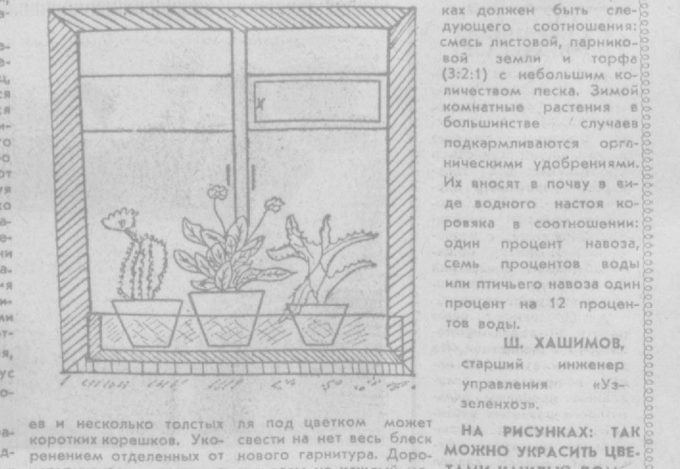 ках должен быть сле-
дующего соотношения:
смесь листовой, парнико-
вой земли и торфа
(3:2:1) с небольшим ко-
личеством песка. Зимой
комнатные растения в
большинстве случаев
подкармливаются орга-
ническими удобрениями.
Их вносят в почву в ви-
де водного настоя ко-
ровяка в соотношении:
один процент навоза,
семь процентов воды
или птичьего навоза один
процент на 12 процен-
тов воды.
Ш. ХАШИМОВ,
старший инженер
управления «Уз-
зеленхоз».
НА РИСУНКАХ: ТАК
МОЖНО УКРАСИТЬ ЦВЕ-
ев и несколько толстых
коротких корешков. Уко-
ренением отделенных от
ля под цветком может
свести на нет весь блеск
нового гарнитура. Доро-